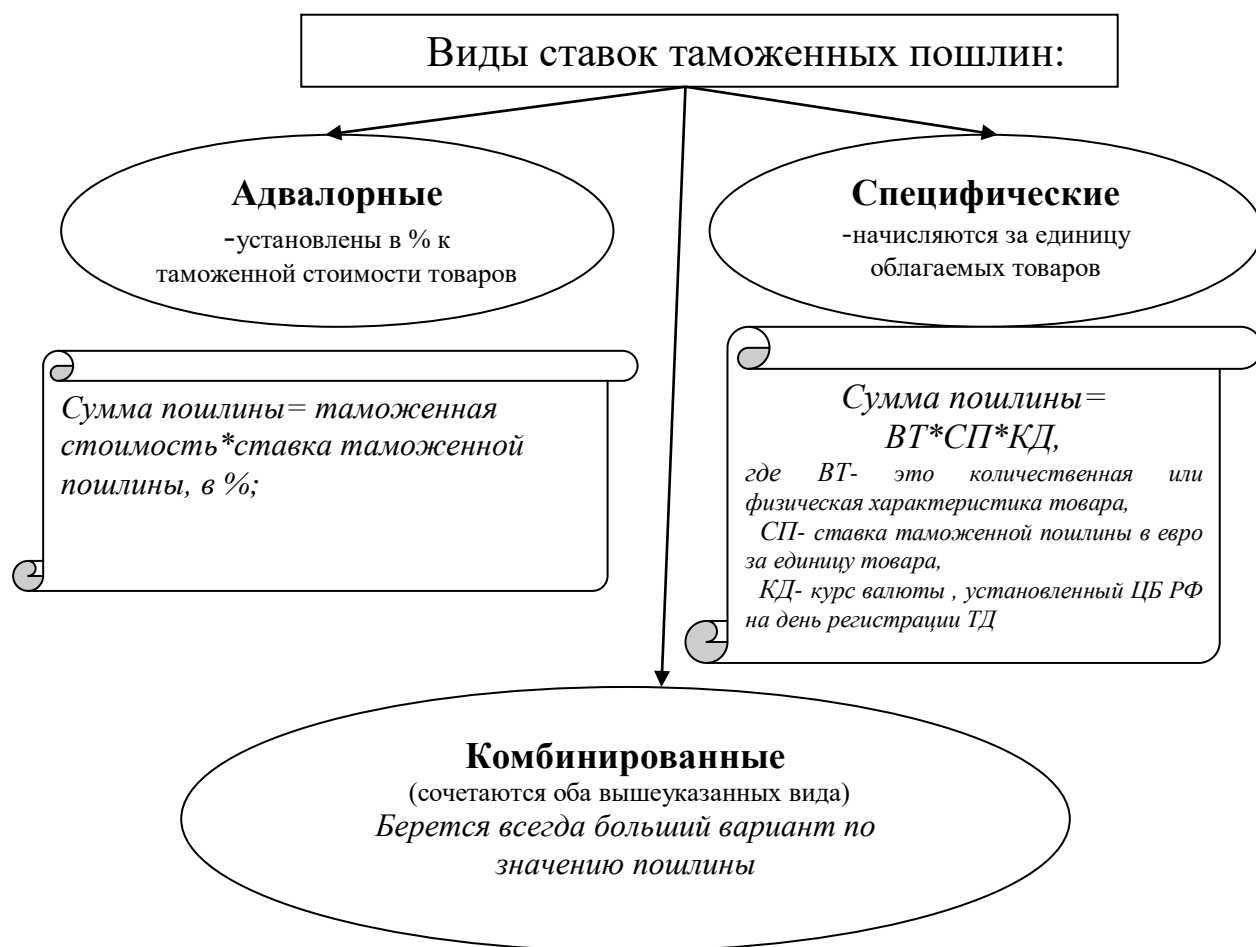 Виды ставок таможенных пошлин:
Адвалорные
-установлены в % к
таможенной стоимости товаров
Специфические
-начисляются за единицу
облагаемых товаров
Сумма пошлины= таможенная
стоимость*ставка таможенной
пошлины, в %;
Сумма пошлины=
ВТ*СП*КД,
где ВТ- это количественная или
физическая характеристика товара,
СП- ставка таможенной пошлины в евро
за единицу товара,
КД- курс валюты , установленный ЦБ РФ
на день регистрации ТД
Комбинированные
(сочетаются оба вышеуказанных вида)
Берется всегда больший вариант по
значению пошлины